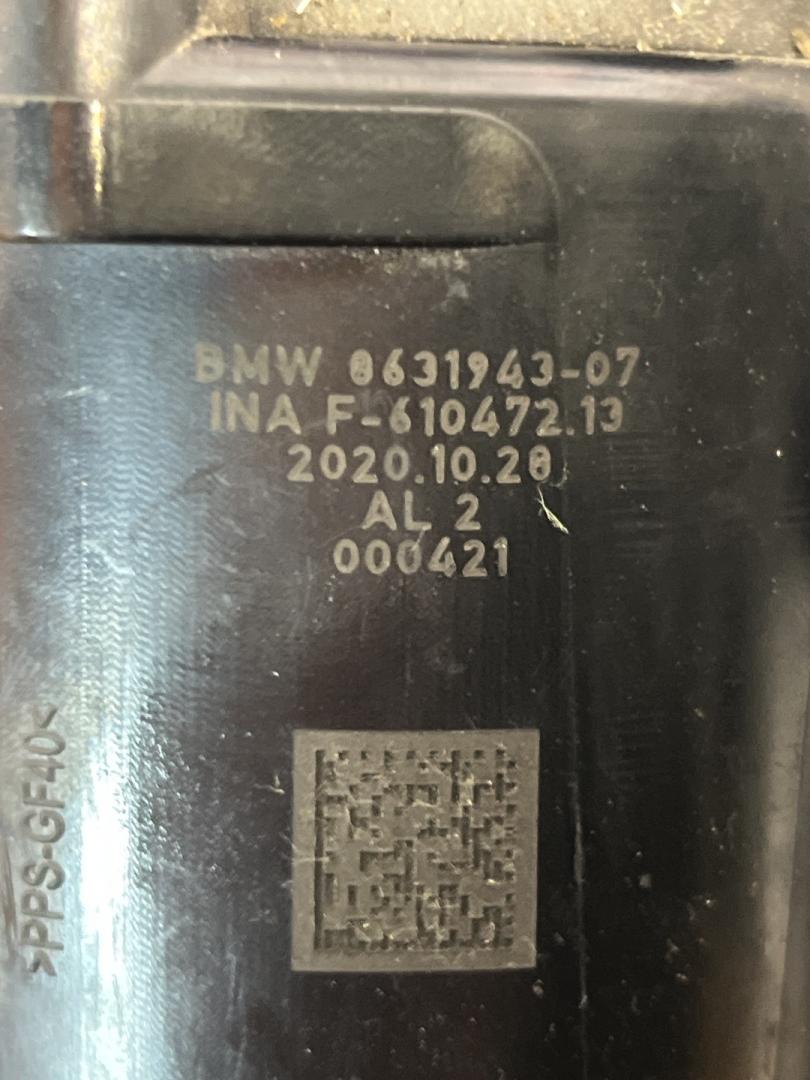 BMW 8631943-07
INA F-610472.13
2020.10.28
AL 2
000421
>PPS-GF40<